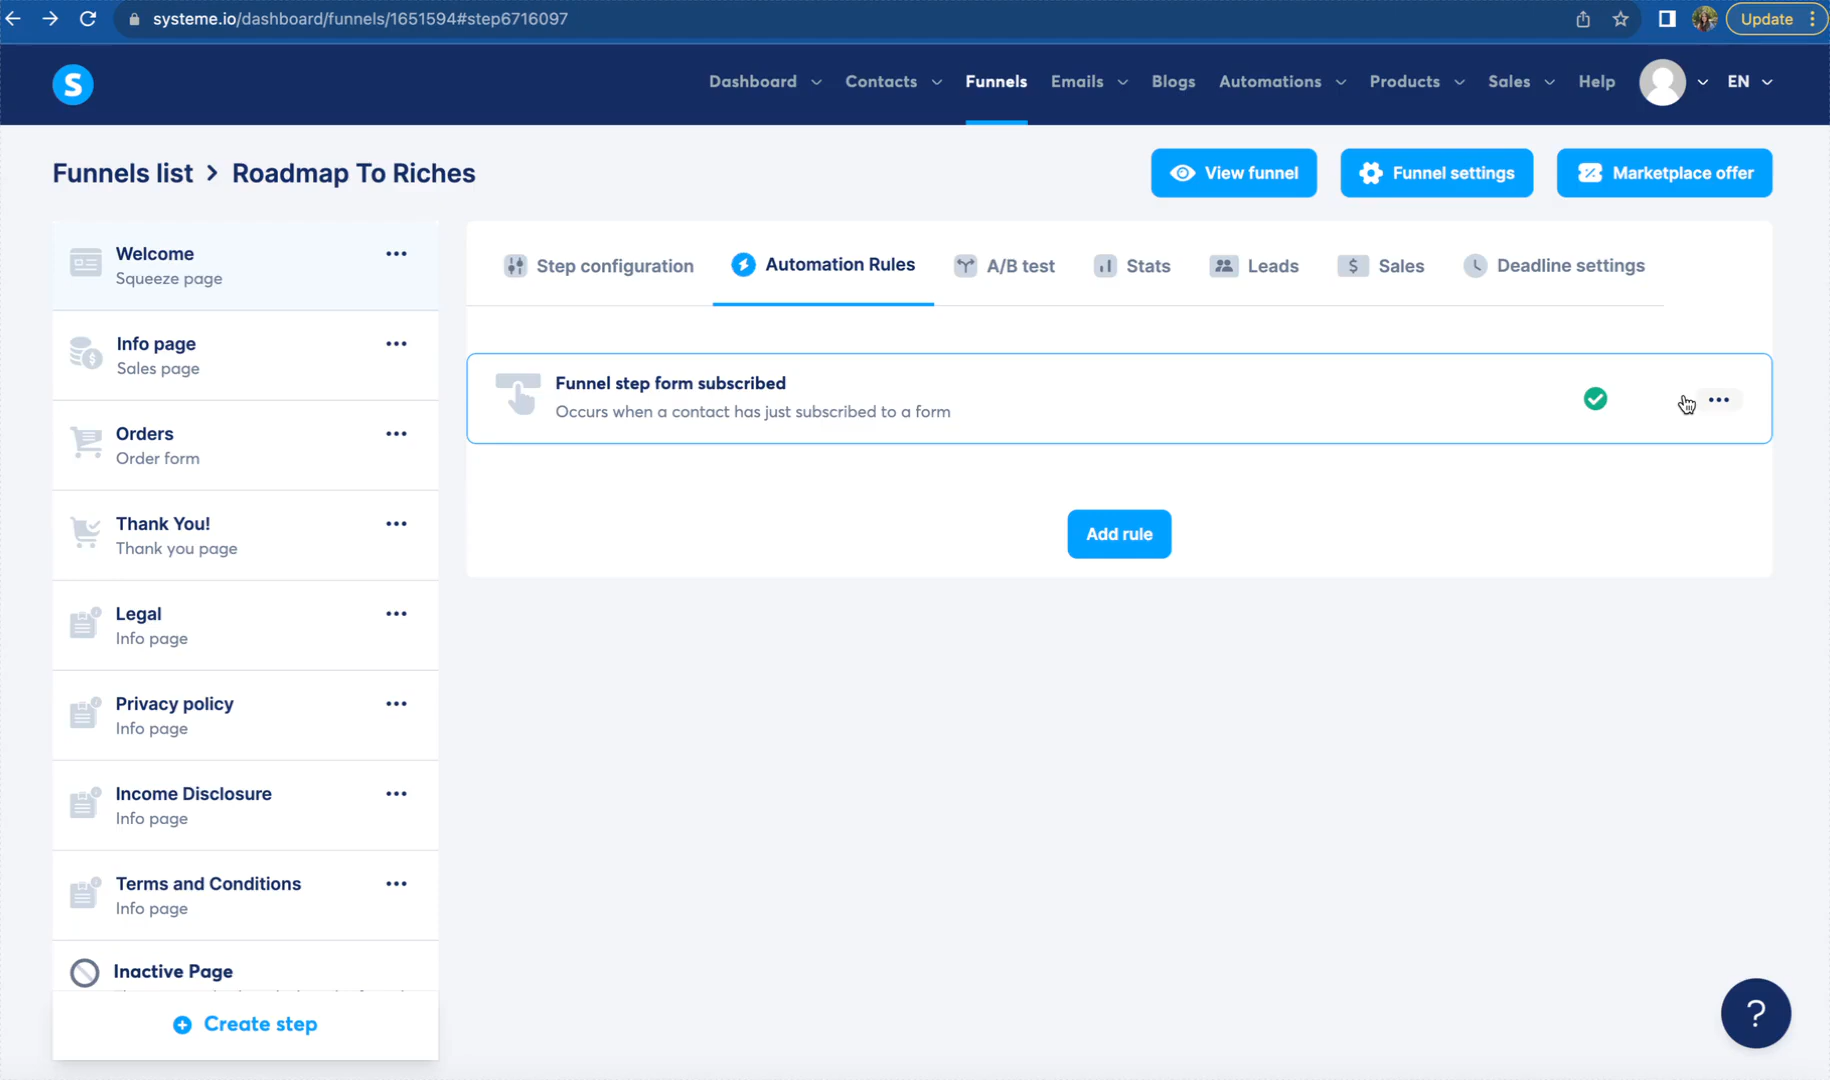 systeme.io/dashboard/funnels/1651594#step6716097
Update
S
Dashboard
Contacts
Funnels
Emails
Blogs
Automations
Products
Sales
Help
EN
Funnels list > Roadmap To Riches
View funnel
Funnel settings
Marketplace offer
Welcome
Squeeze page
Info page
Sales page
Orders
Order form
Thank You!
Thank you page
Legal
Info page
Privacy policy
Info page
Income Disclosure
Info page
Terms and Conditions
Info page
Inactive Page
Create step
Step configuration
Automation Rules
A/B test
Stats
Leads
Sales
Deadline settings
Funnel step form subscribed
Occurs when a contact has just subscribed to a form
Add rule
?